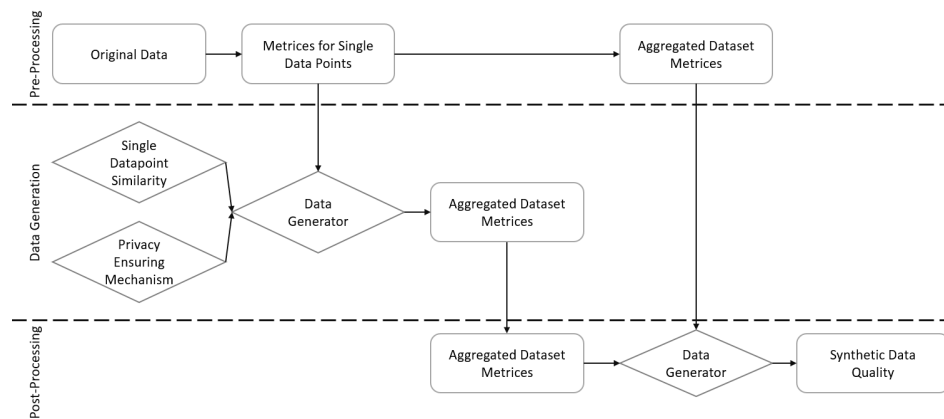 Pre-Processing
Original Data
Metrices for Single
Data Points
Aggregated Dataset
Metrices
Data Generation
Single
Datapoint
Similarity
Privacy
Ensuring
Mechanism
Data
Generator
Aggregated Dataset
Metrices
Post-Processing
Aggregated Dataset
Metrices
Data
Generator
Synthetic Data
Quality